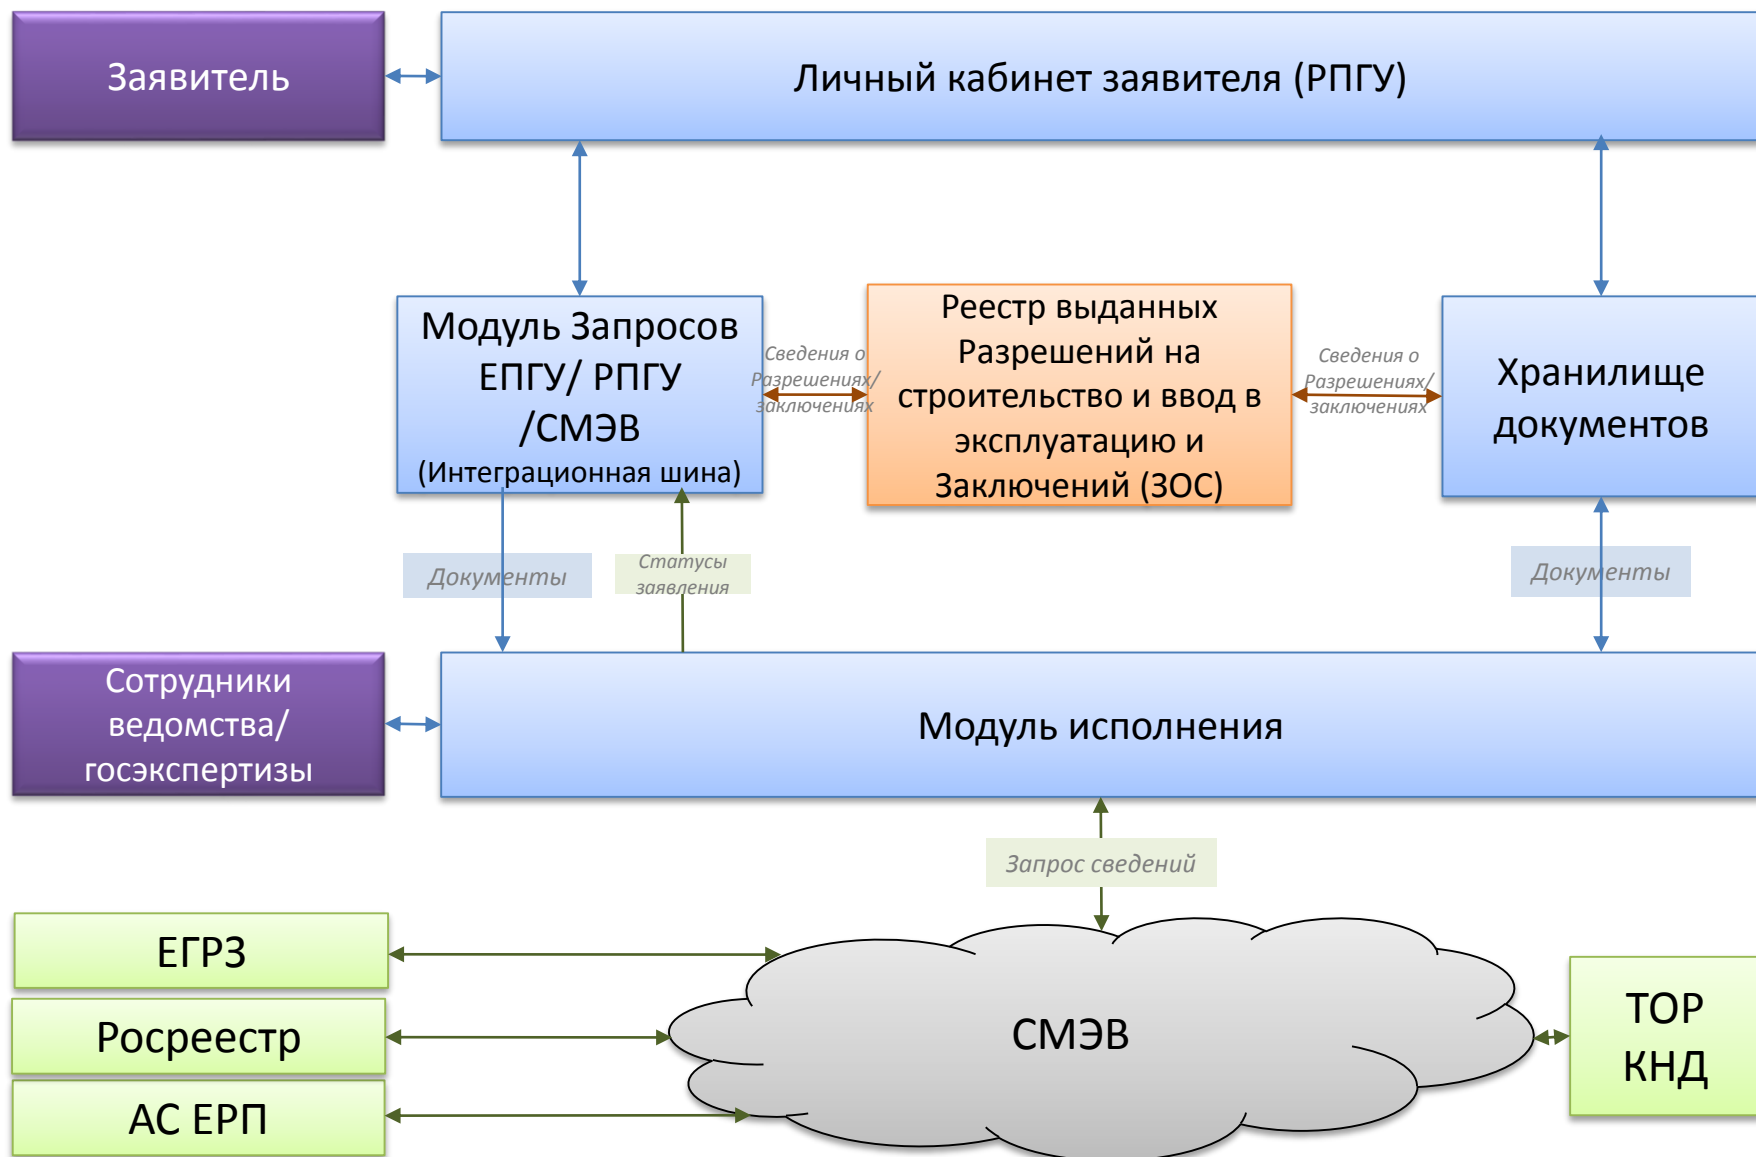 Заявитель
Личный кабинет заявителя (РПГУ)
Модуль Запросов
ЕПГУ/ РПГУ
/СМЭВ
(Интеграционная шина)
Сведения о
Разрешениях/
заключениях
Реестр выданных
Разрешений на
строительство и ввод в
эксплуатацию и
Заключений (ЗОС)
Сведения о
Разрешениях/
заключениях
Хранилище
документов
Документы
Статусы
заявления
Документы
Сотрудники
ведомства/
госэкспертизы
Модуль исполнения
Запрос сведений
ЕГРЗ
Росреестр
АС ЕРП
СМЭВ
ТОР
КНД